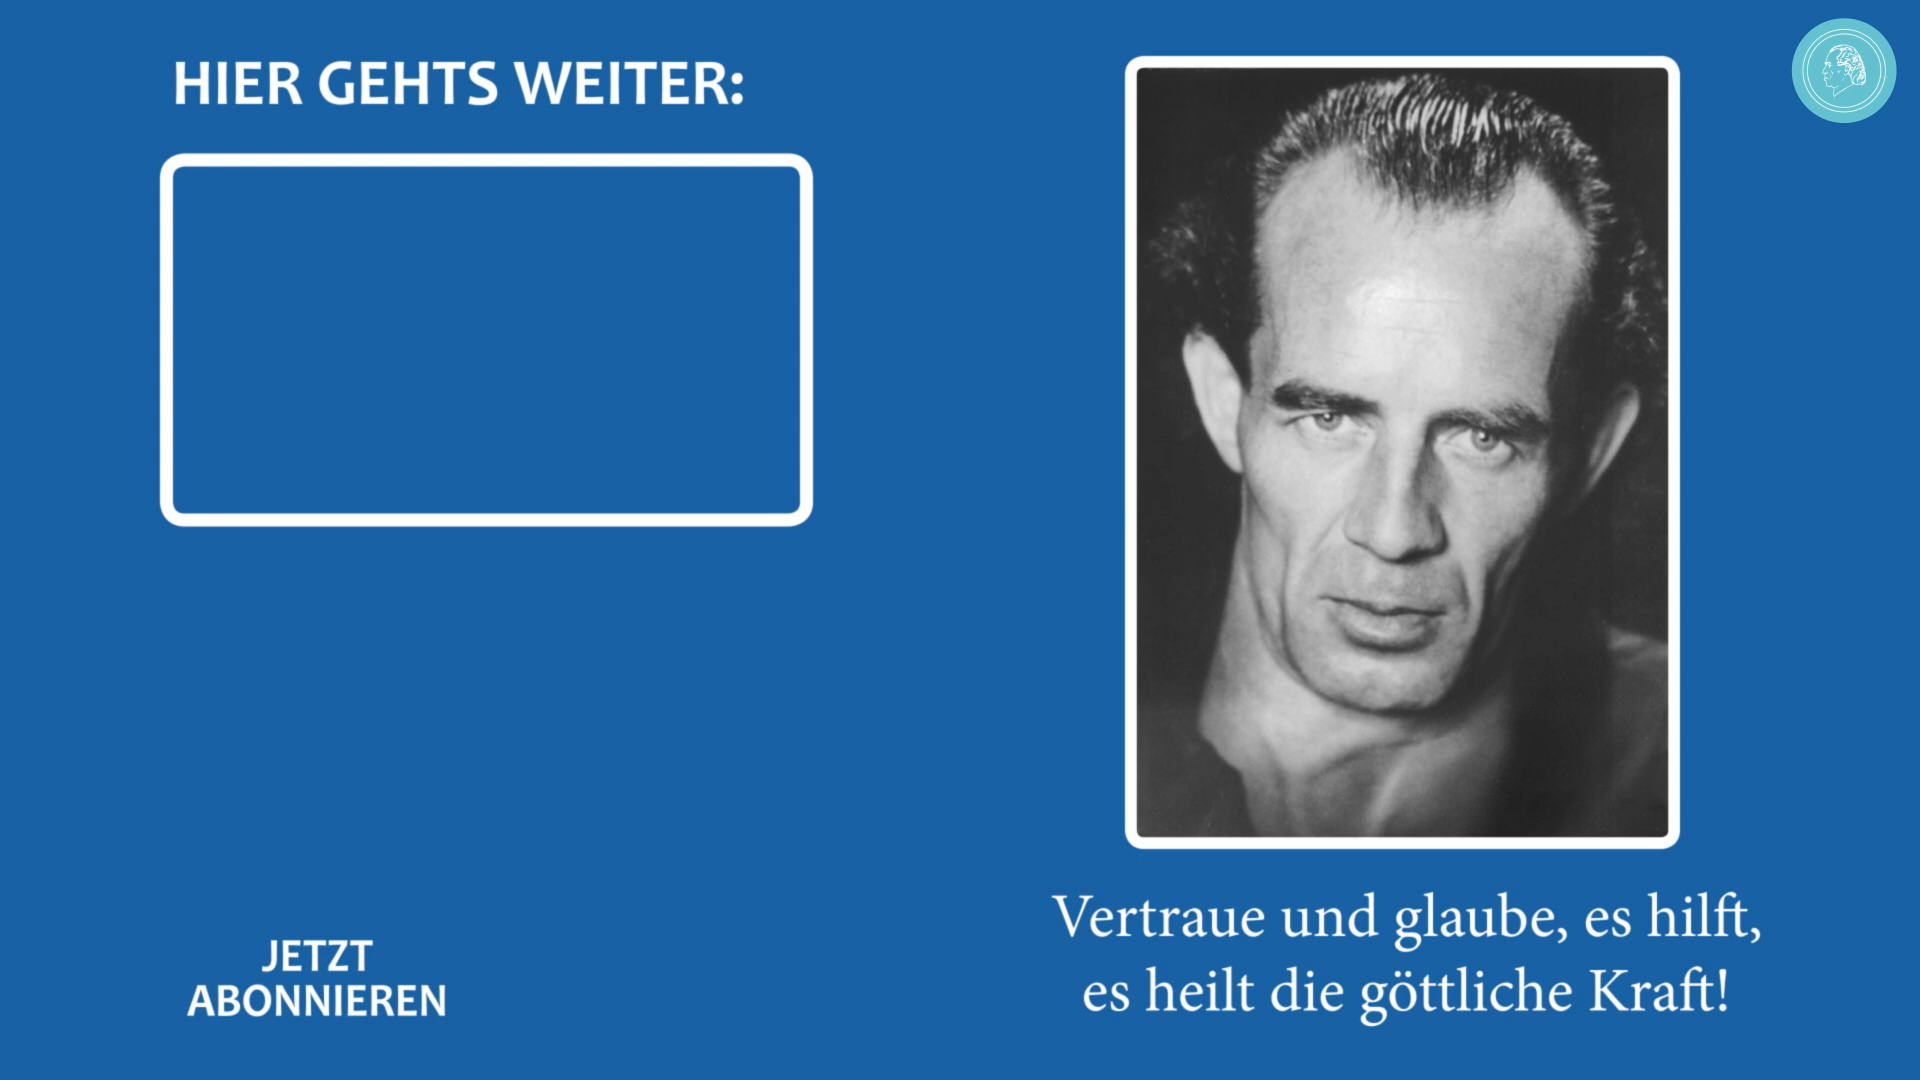 HIER GEHTS WEITER:
JETZT
ABONNIEREN
Vertraue und glaube, es hilft,
es heilt die göttliche Kraft!